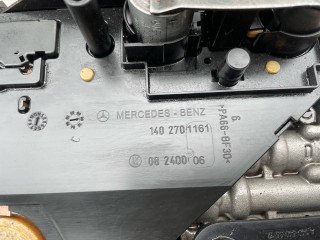 MERCEDES-BENZ
140 270 1161
08 2400 06
>PA66-GF30<